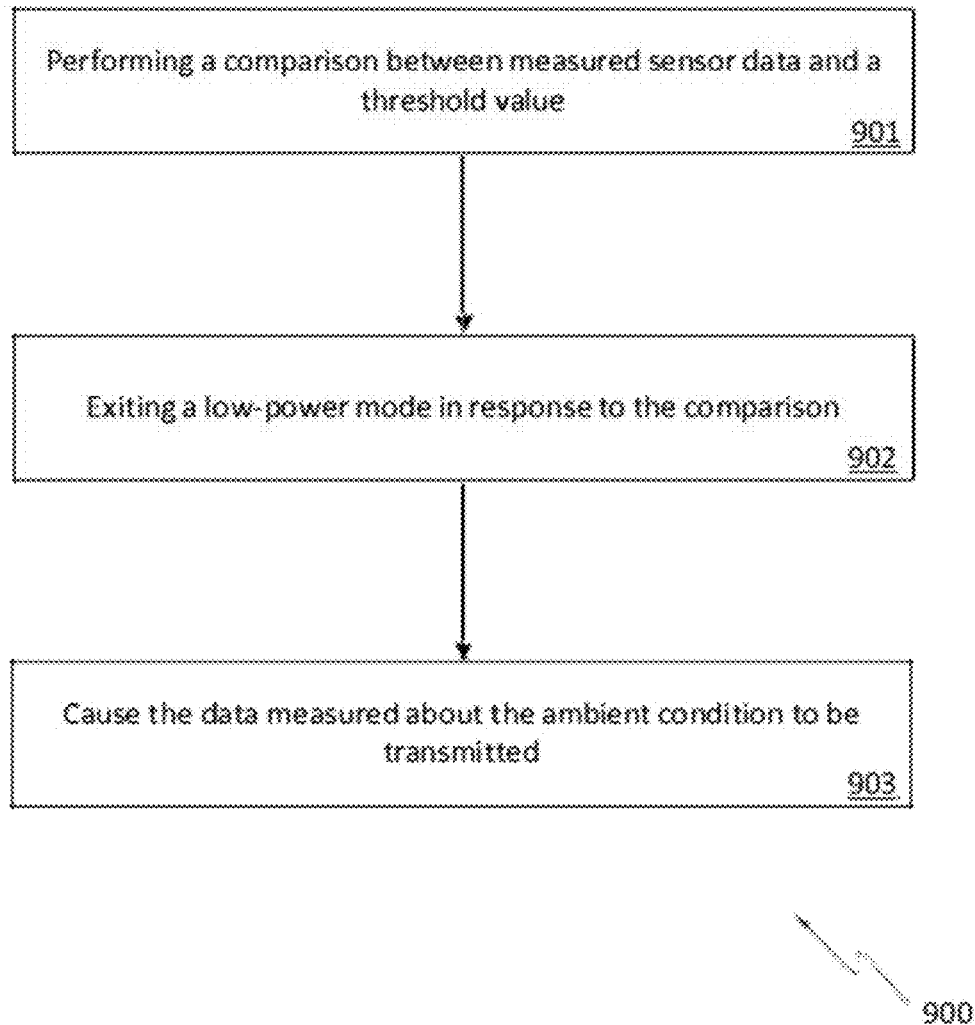 Performing a comparison between measured sensor data and a
threshold value
901
Exiting a low-power mode in response to the comparison
902
Cause the data measured about the ambient condition to be
transmitted
903
900